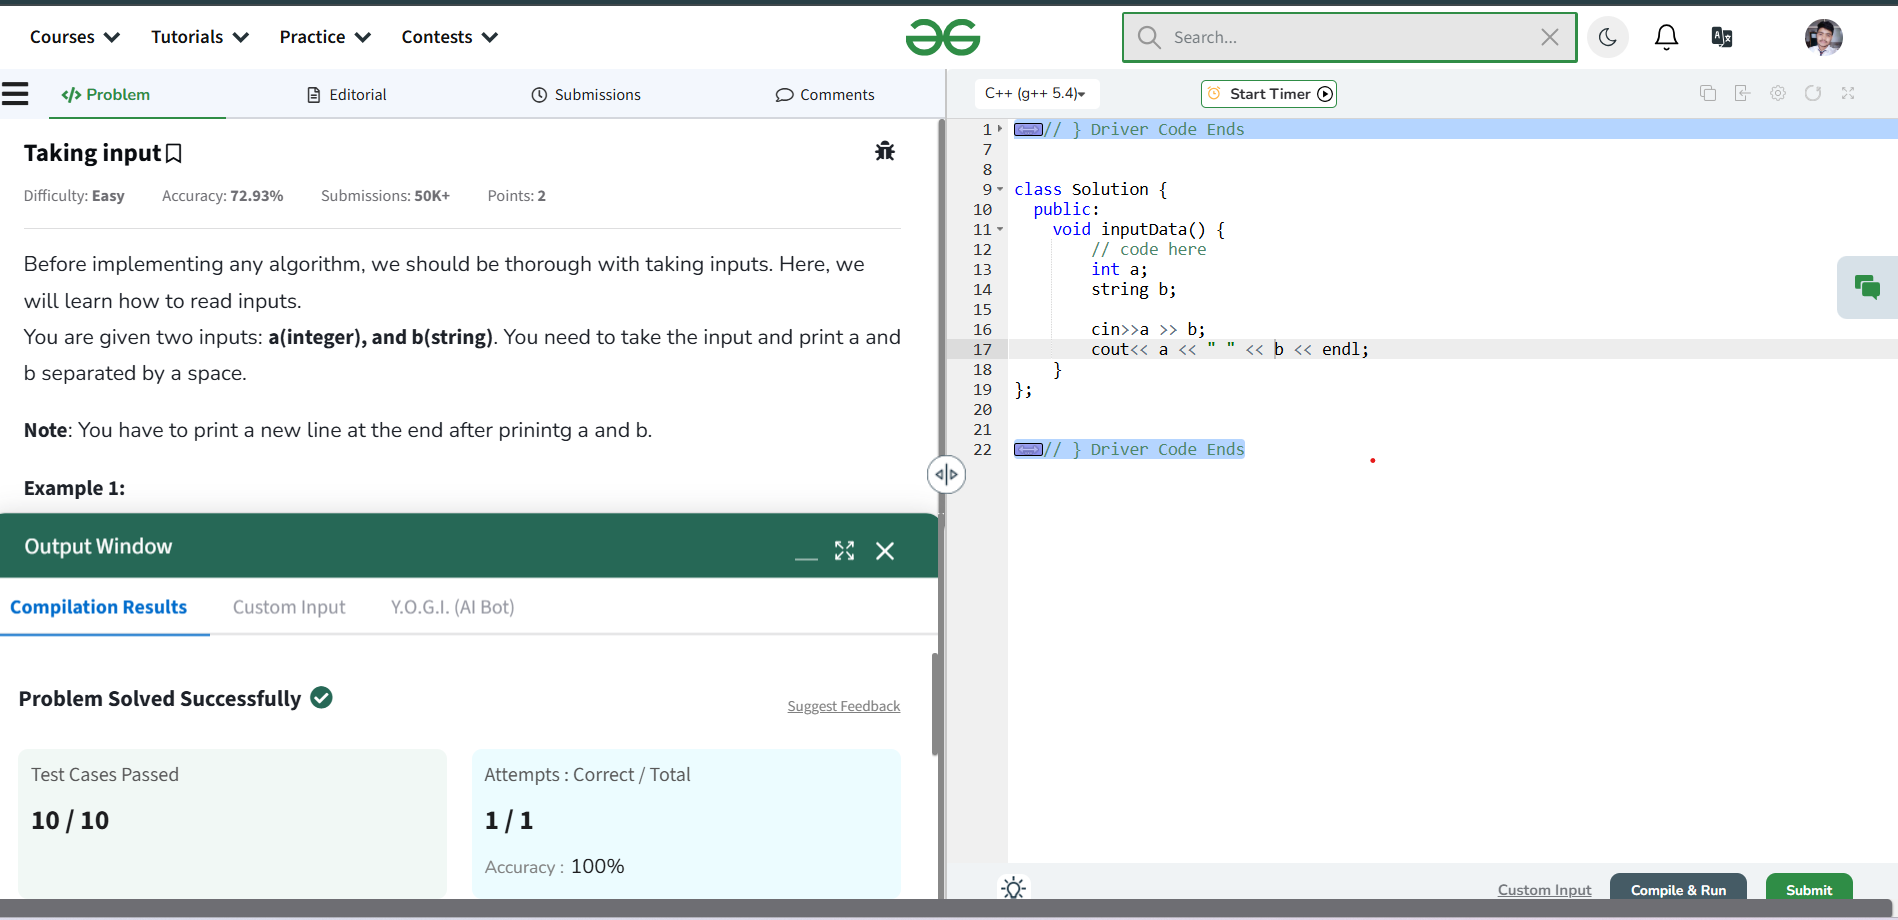 Courses Tutorials Practice Contests Search...
Problem Editorial Submissions Comments
Taking input
Difficulty: Easy Accuracy: 72.93% Submissions: 50K+ Points: 2
Before implementing any algorithm, we should be thorough with taking inputs. Here, we
will learn how to read inputs.
You are given two inputs: a(integer), and b(string). You need to take the input and print a and
b separated by a space.
Note: You have to print a new line at the end after prinintg a and b.
Example 1:
Output Window
Compilation Results Custom Input Y.O.G.I. (AI Bot)
Problem Solved Successfully
Suggest Feedback
Test Cases Passed
10 / 10
Attempts : Correct / Total
1 / 1
Accuracy : 100%
C++ (g++ 5.4) Start Timer
1 // } Driver Code Ends
7
8
9 class Solution {
10 public:
11 void inputData() {
12 // code here
13 int a;
14 string b;
15
16 cin>>a >> b;
17 cout<< a << " " << b << endl;
18 }
19 };
20
21
22 // } Driver Code Ends
Custom Input Compile & Run Submit